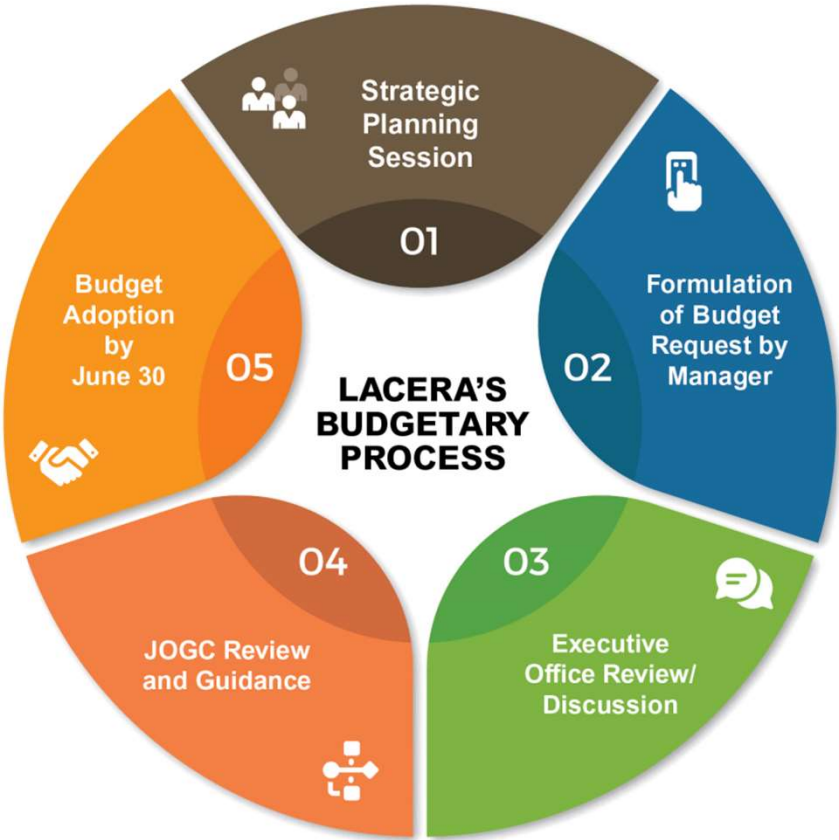 Strategic
Planning
Session
01
Formulation
of Budget
Request by
Manager
02
Executive
Office Review/
Discussion
03
JOGC Review
and Guidance
04
Budget
Adoption
by
June 30
05
LACERA’S
BUDGETARY
PROCESS